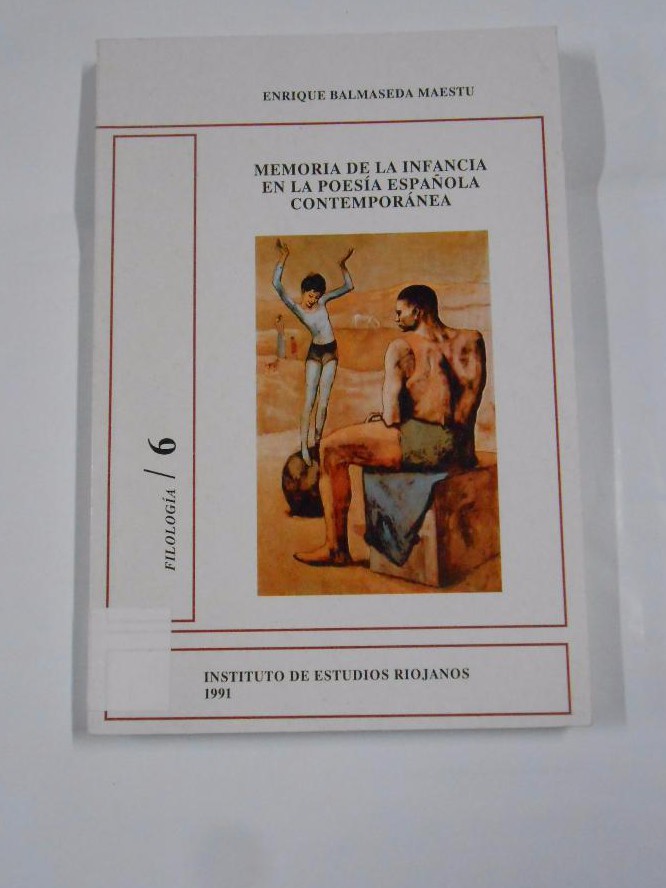 ENRIQUE BALMASEDA MAESTU
MEMORIA DE LA INFANCIA
EN LA POESÍA ESPAÑOLA
CONTEMPORÁNEA
FILOLOGÍA / 6
INSTITUTO DE ESTUDIOS RIOJANOS
1991